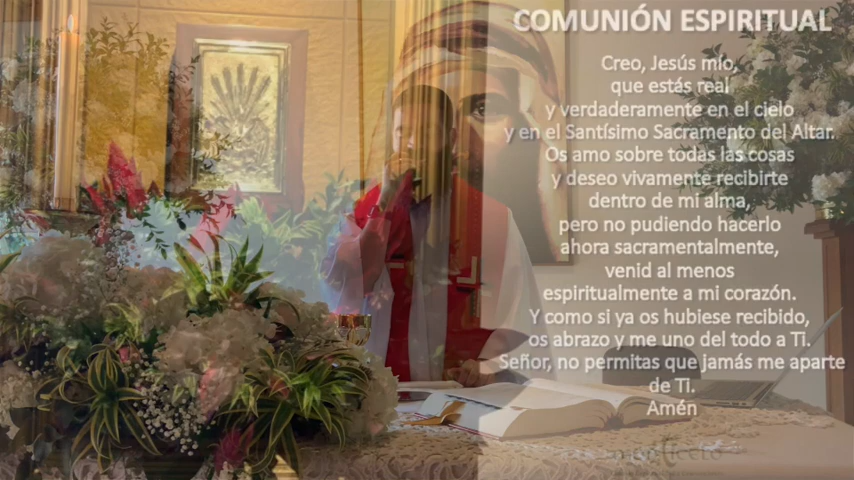 COMUNIÓN ESPIRITUAL
Creo, Jesús mío,
que estás real
y verdaderamente en el cielo
y en el Santísimo Sacramento del Altar.
Os amo sobre todas las cosas
y deseo vivamente recibirte
dentro de mi alma,
pero no pudiendo hacerlo
ahora sacramentalmente,
venid al menos
espiritualmente a mi corazón.
Y como si ya os hubiese recibido,
os abrazo y me uno del todo a Ti.
Señor, no permitas que jamás me aparte
de Ti.
Amén